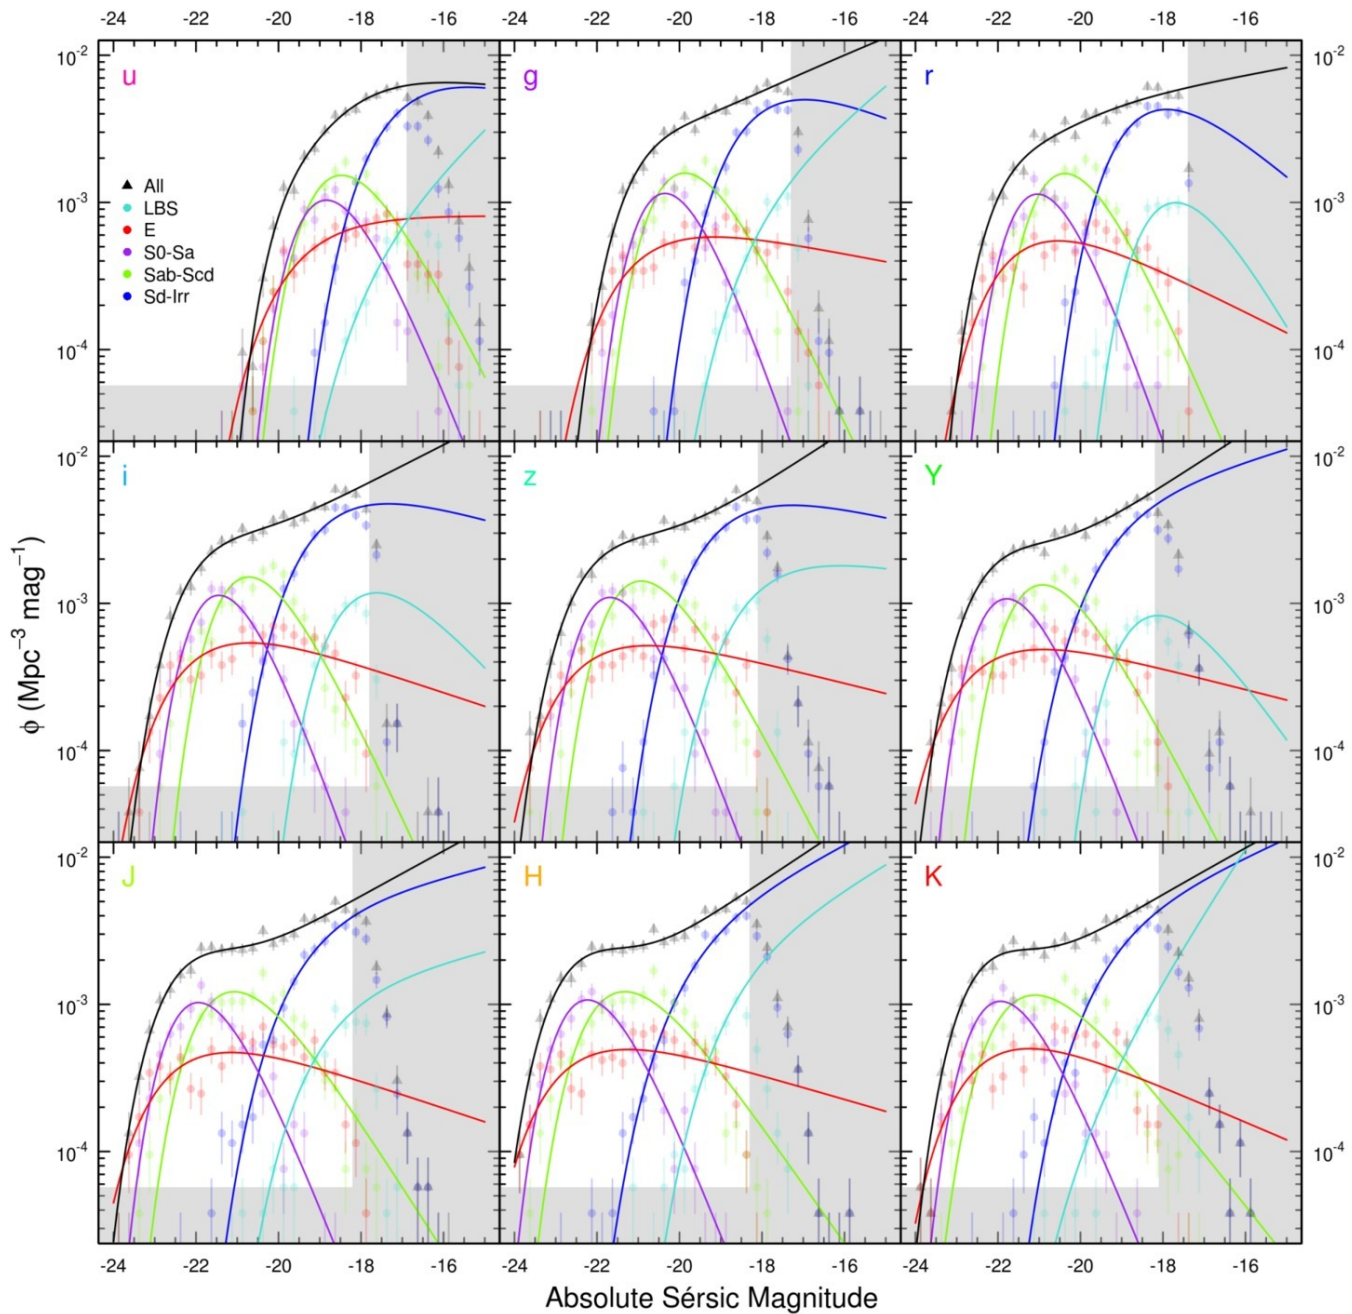 -24 -22 -20 -18 -16 -24 -22 -20 -18 -16 -24 -22 -20 -18 -16
u g r
10⁻² 10⁻²
All
LBS
E
S0-Sa
Sab-Scd
Sd-Irr
10⁻³ 10⁻³
10⁻⁴ 10⁻⁴
i z Y
10⁻² 10⁻²
10⁻³ 10⁻³
10⁻⁴ 10⁻⁴
ϕ (Mpc⁻³ mag⁻¹)
J H K
10⁻² 10⁻²
10⁻³ 10⁻³
10⁻⁴ 10⁻⁴
-24 -22 -20 -18 -16 -24 -22 -20 -18 -16 -24 -22 -20 -18 -16
Absolute Sérsic Magnitude